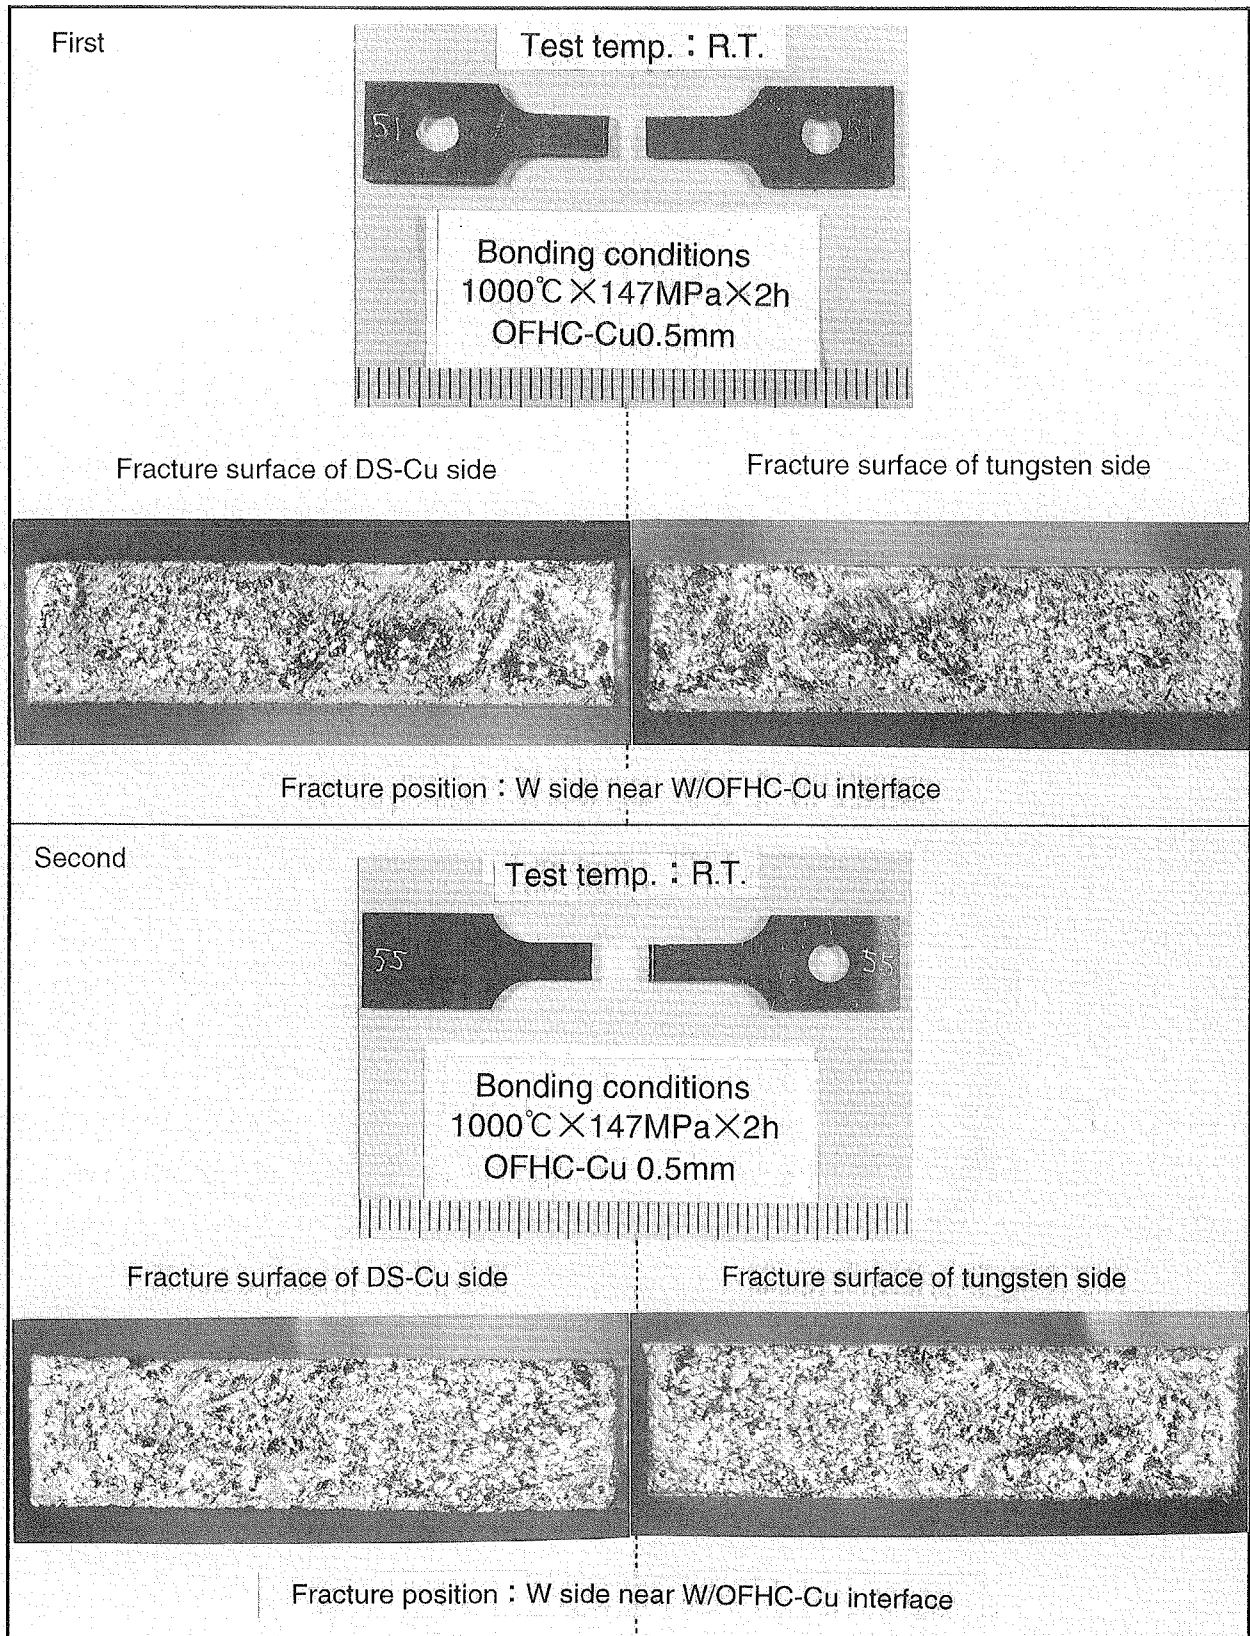 First
Test temp. : R.T.
51
51
Bonding conditions
1000℃×147MPa×2h
OFHC-Cu0.5mm
Fracture surface of DS-Cu side
Fracture surface of tungsten side
Fracture position : W side near W/OFHC-Cu interface
Second
Test temp. : R.T.
55
55
Bonding conditions
1000℃×147MPa×2h
OFHC-Cu 0.5mm
Fracture surface of DS-Cu side
Fracture surface of tungsten side
Fracture position : W side near W/OFHC-Cu interface